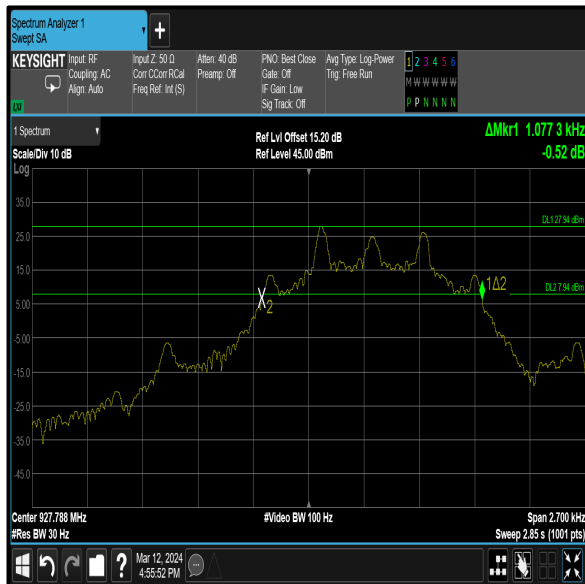 Spectrum Analyzer 1
Swept SA
+
KEYSIGHT
Input: RF
Coupling: AC
Align: Auto
Input Z: 50 Ω
Corr CCorr RCal
Freq Ref: Int (S)
Atten: 40 dB
Preamp: Off
PNO: Best Close
Gate: Off
IF Gain: Low
Sig Track: Off
Avg Type: Log-Power
Trig: Free Run
1 2 3 4 5 6
M W W W W W
P P N N N N
LXI
1 Spectrum
Scale/Div 10 dB
Ref Lvl Offset 15.20 dB
Ref Level 45.00 dBm
ΔMkr1 1.077 3 kHz
-0.52 dB
Log
35.0
25.0
15.0
5.00
-5.00
-15.0
-25.0
-35.0
-45.0
DL1 27.94 dBm
DL2 7.94 dBm
1Δ2
2
Center 927.788 MHz
#Res BW 30 Hz
#Video BW 100 Hz
Span 2.700 kHz
Sweep 2.85 s (1001 pts)
?
Mar 12, 2024
4:55:52 PM